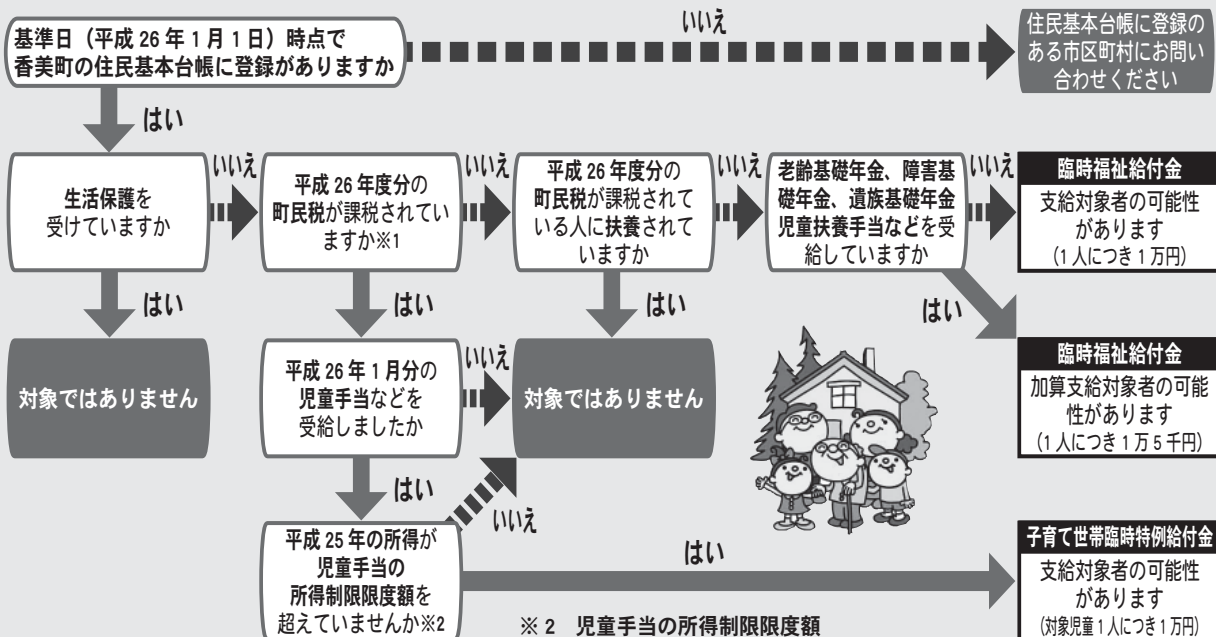 基準日（平成 26 年 1 月 1 日）時点で
香美町の住民基本台帳に登録がありますか
いいえ
住民基本台帳に登録の
ある市区町村にお問い
合わせください
はい
生活保護を
受けていますか
いいえ
平成 26 年度分の
町民税が課税されてい
ますか※1
いいえ
平成 26 年度分の
町民税が課税されて
いる人に扶養されて
いますか
いいえ
老齢基礎年金、障害基
礎年金、遺族基礎年金
児童扶養手当などを受
給していますか
いいえ
臨時福祉給付金
支給対象者の可能性
があります
（1 人につき 1 万円）
はい
はい
はい
はい
対象ではありません
平成 26 年 1 月分の
児童手当などを
受給しましたか
いいえ
対象ではありません
臨時福祉給付金
加算支給対象者の可能
性があります
（1 人につき 1 万 5 千円）
はい
いいえ
平成 25 年の所得が
児童手当の
所得制限限度額を
超えていませんか※2
はい
子育て世帯臨時特例給付金
支給対象者の可能性
があります
（対象児童 1 人につき 1 万円）
※ 2　児童手当の所得制限限度額